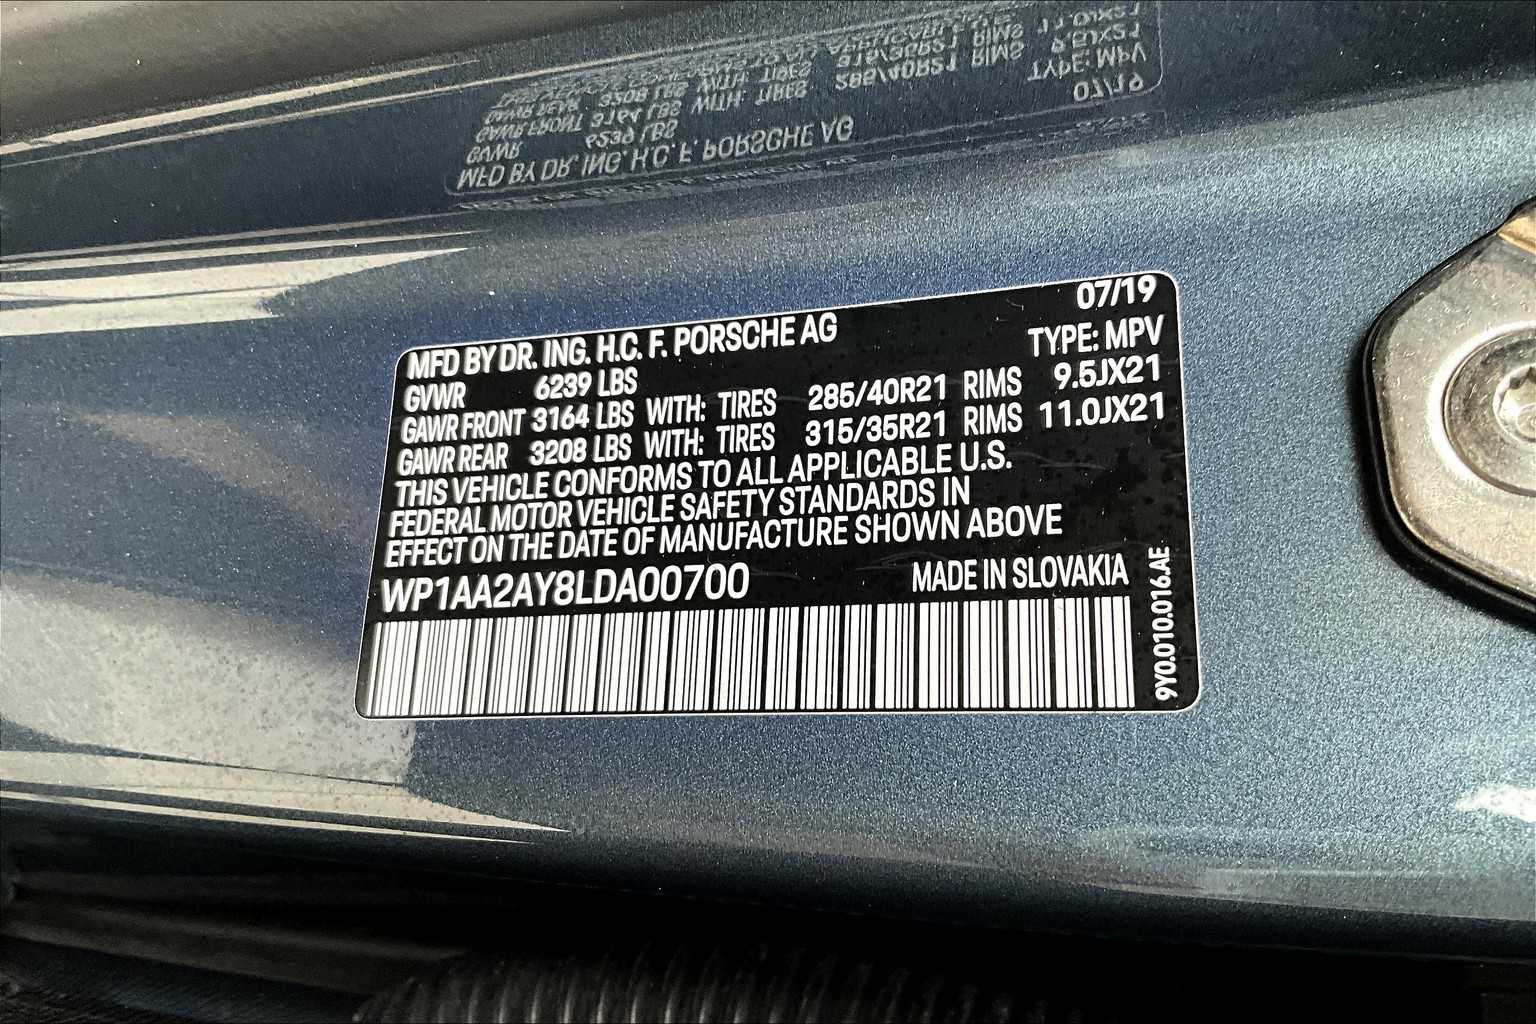 07/19
MFD BY DR. ING. H.C. F. PORSCHE AG
TYPE: MPV
GVWR 6239 LBS
GAWR FRONT 3164 LBS WITH: TIRES 285/40R21 RIMS 9.5JX21
GAWR REAR 3208 LBS WITH: TIRES 315/35R21 RIMS 11.0JX21
THIS VEHICLE CONFORMS TO ALL APPLICABLE U.S.
FEDERAL MOTOR VEHICLE SAFETY STANDARDS IN
EFFECT ON THE DATE OF MANUFACTURE SHOWN ABOVE
WP1AA2AY8LDA00700 MADE IN SLOVAKIA
9Y0.010.016.AE